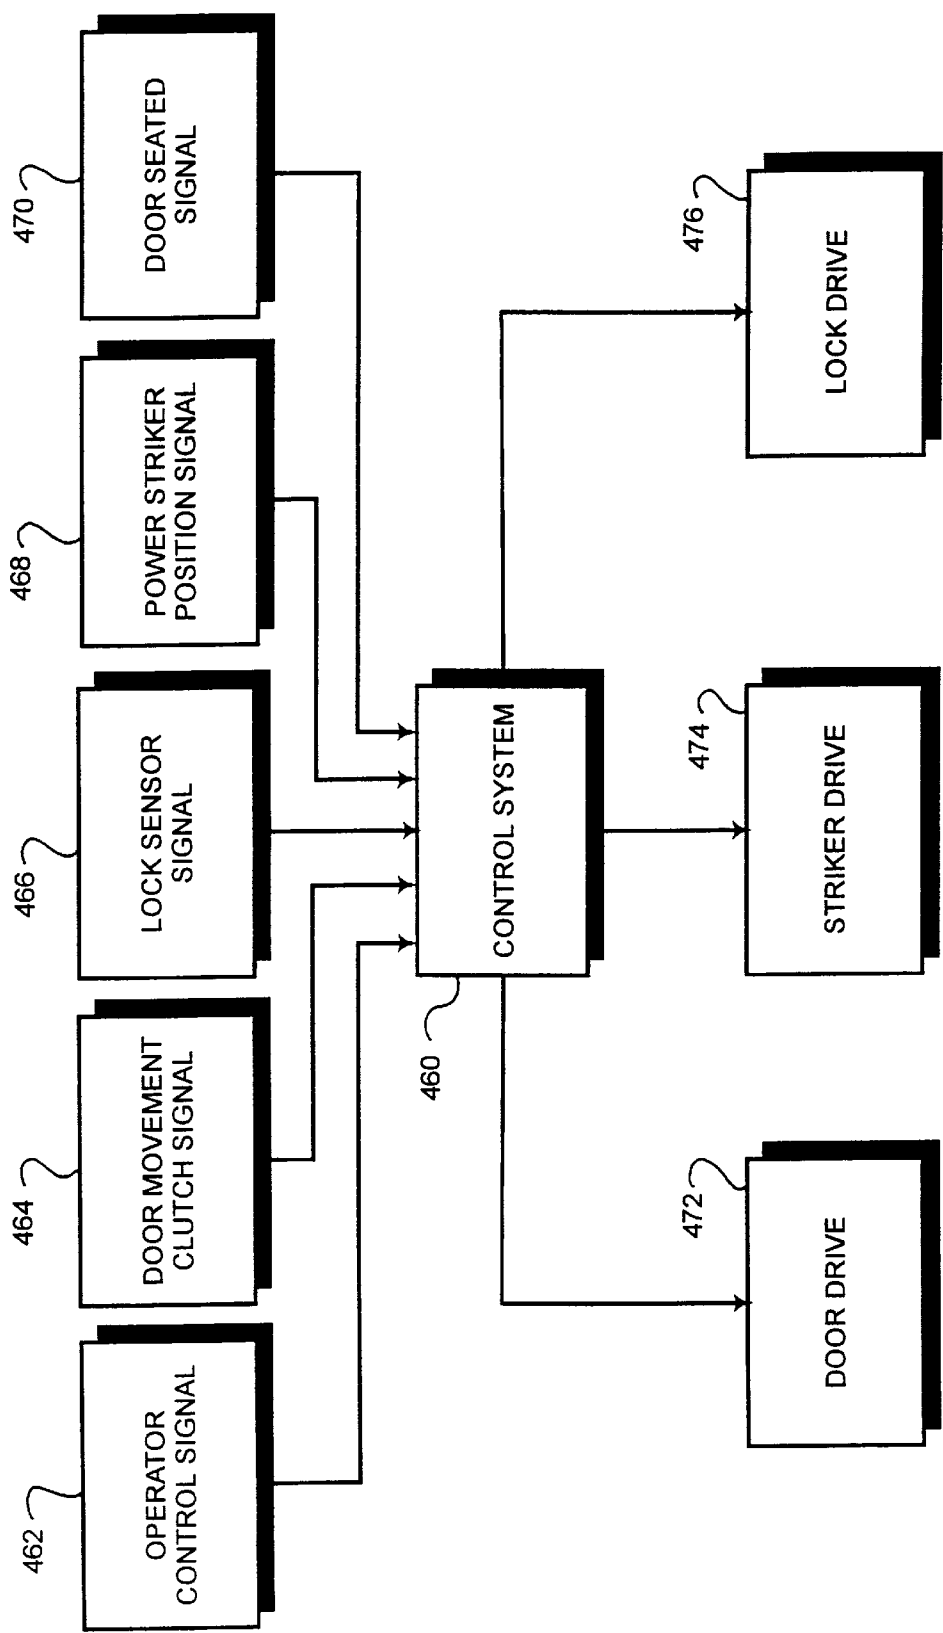 462
OPERATOR
CONTROL SIGNAL
464
DOOR MOVEMENT
CLUTCH SIGNAL
466
LOCK SENSOR
SIGNAL
468
POWER STRIKER
POSITION SIGNAL
470
DOOR SEATED
SIGNAL
460
CONTROL SYSTEM
472
DOOR DRIVE
474
STRIKER DRIVE
476
LOCK DRIVE